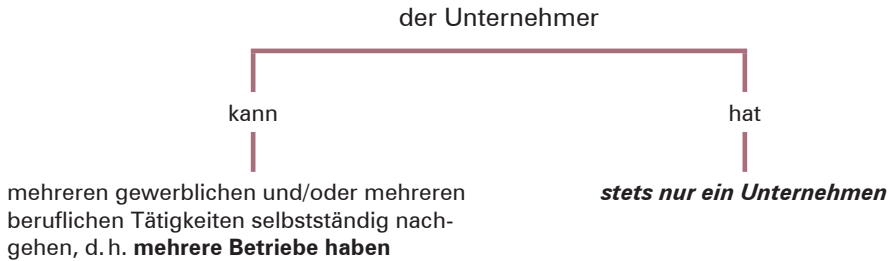 der Unternehmer
kann
hat
mehreren gewerblichen und/oder mehreren
beruflichen Tätigkeiten selbstständig nach-
gehen, d. h. mehrere Betriebe haben
stets nur ein Unternehmen